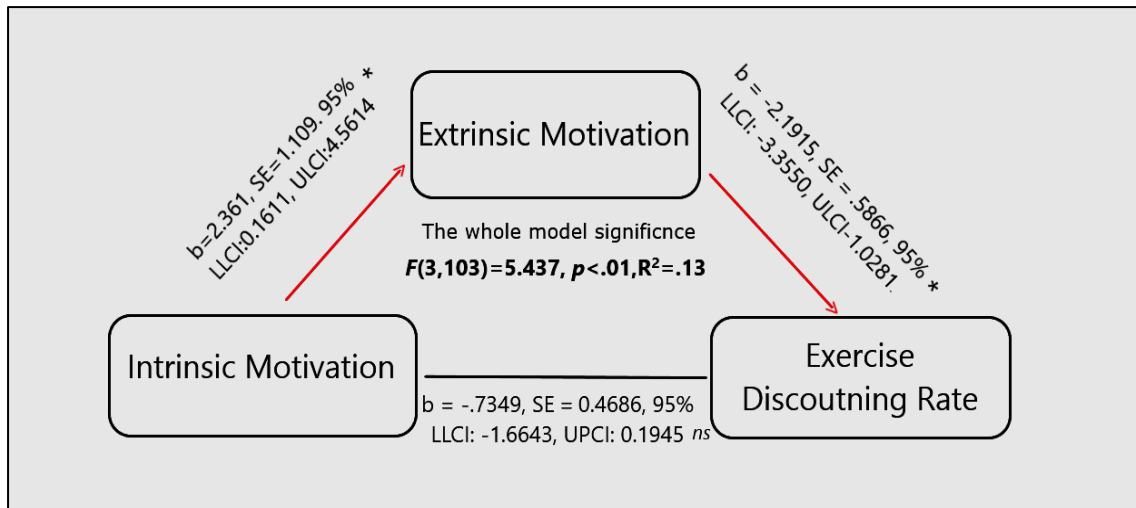 b=2.361, SE=1.109. 95% *
LLCI:0.1611, ULCI:4.5614
Extrinsic Motivation
b = -2.1915, SE = .5866, 95% *
LLCI: -3.3550, ULCI-1.0281.
The whole model significnce
F(3,103)=5.437, p<.01,R²=.13
Intrinsic Motivation
Exercise
Discoutning Rate
b = -.7349, SE = 0.4686, 95%
LLCI: -1.6643, UPCI: 0.1945 ns